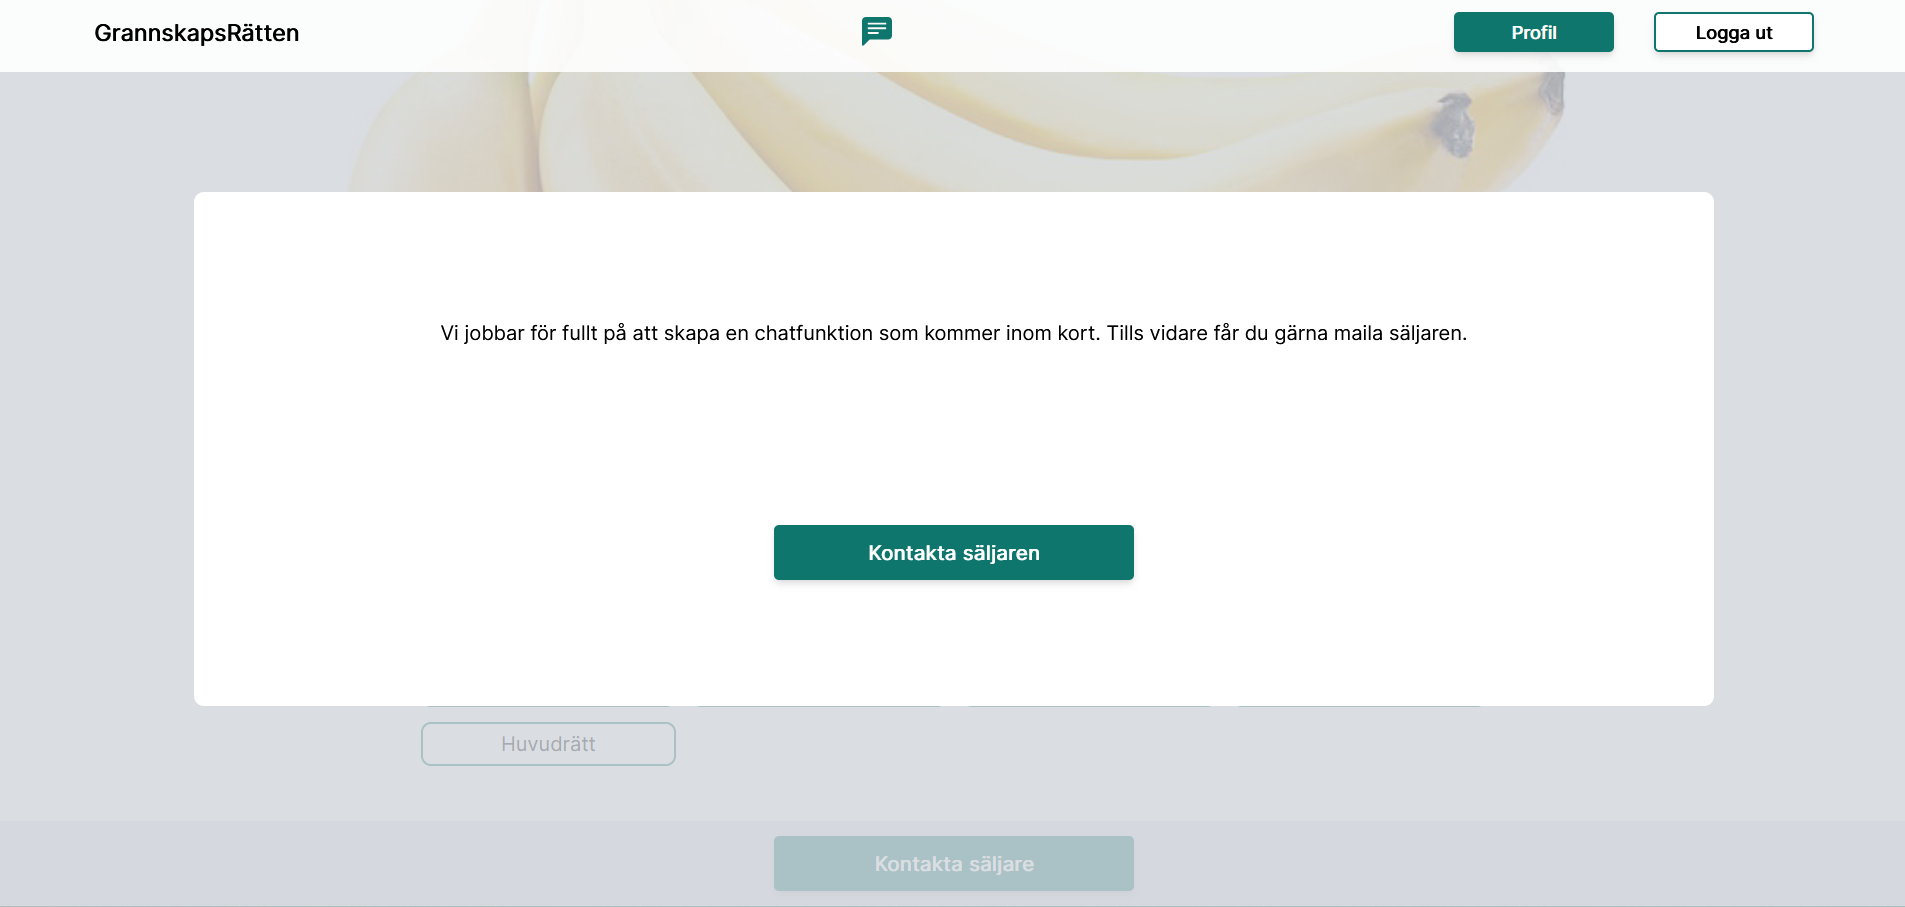 GrannskapsRätten
Profil
Logga ut
Vi jobbar för fullt på att skapa en chatfunktion som kommer inom kort. Tills vidare får du gärna maila säljaren.
Kontakta säljaren
Huvudrätt
Kontakta säljare